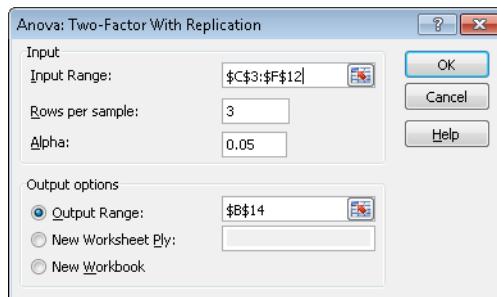 Anova: Two-Factor With Replication
Input
Input Range: $C$3:$F$12
Rows per sample: 3
Alpha: 0.05
OK
Cancel
Help
Output options
Output Range: $B$14
New Worksheet Ply:
New Workbook